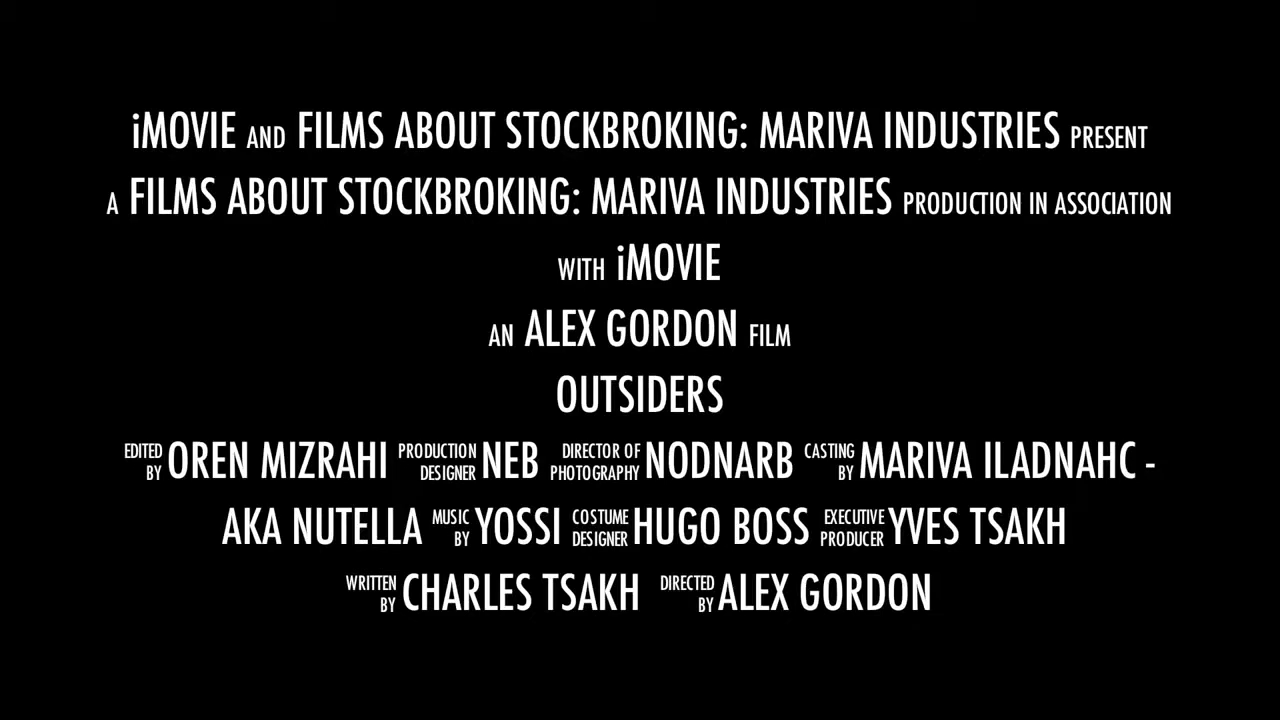 iMOVIE AND FILMS ABOUT STOCKBROKING: MARIVA INDUSTRIES PRESENT
A FILMS ABOUT STOCKBROKING: MARIVA INDUSTRIES PRODUCTION IN ASSOCIATION
WITH iMOVIE
AN ALEX GORDON FILM
OUTSIDERS
EDITED BY OREN MIZRAHI PRODUCTION DESIGNER NEB DIRECTOR OF PHOTOGRAPHY NODNARB CASTING BY MARIVA ILADNAHC -
AKA NUTELLA MUSIC BY YOSSI COSTUME DESIGNER HUGO BOSS EXECUTIVE PRODUCER YVES TSAKH
WRITTEN BY CHARLES TSAKH DIRECTED BY ALEX GORDON